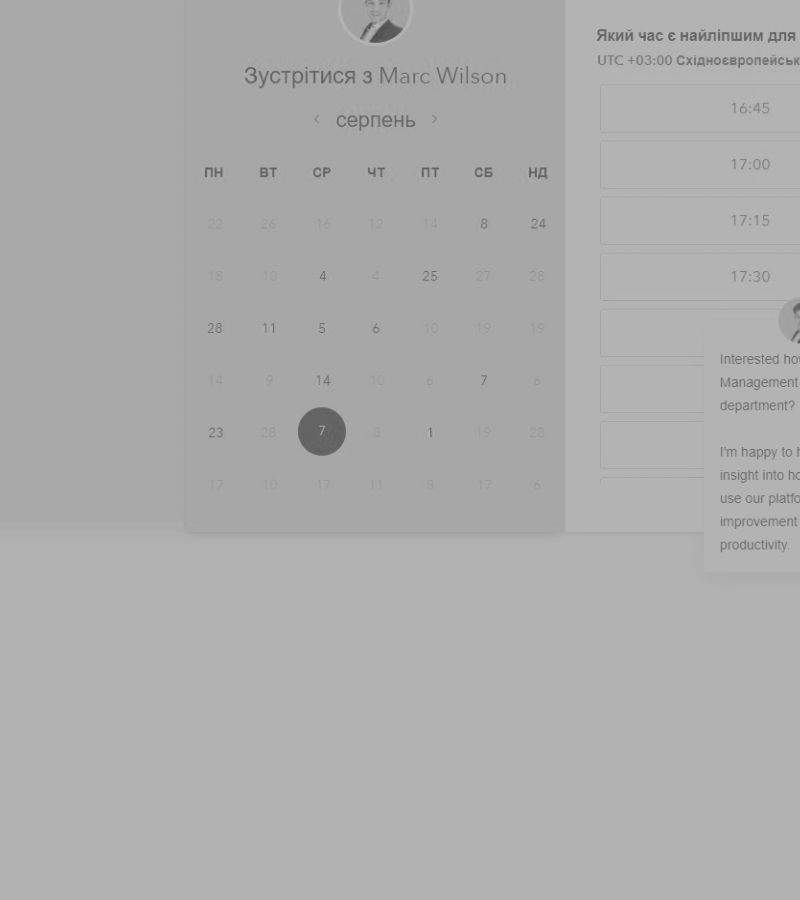 Зустрітися з Marc Wilson
‹ серпень ›
ПН ВТ СР ЧТ ПТ СБ НД
22 26 16 12 14 8 24
18 10 4 4 25 27 28
28 11 5 6 10 19 19
14 9 14 10 6 7 6
23 28 7 8 1 19 28
17 10 17 11 8 17 6
Який час є найліпшим для
UTC +03:00 Східноєвропейськ
16:45
17:00
17:15
17:30
Interested how
Management
department?
I'm happy to h
insight into ho
use our platfo
improvement
productivity.